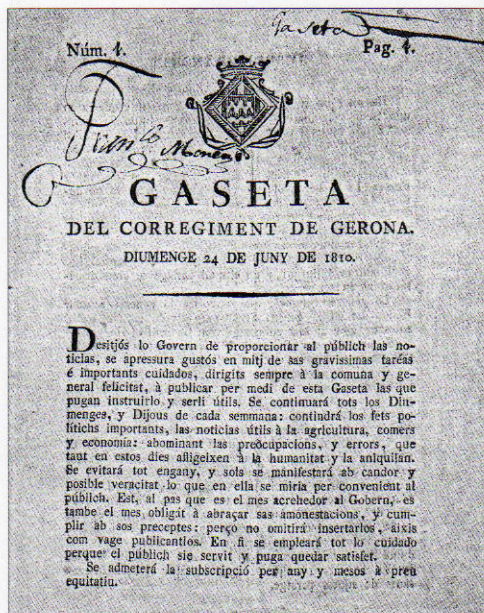 Gaseta
Núm. 1. Pag. 1.
GASETA
DEL CORREGIMENT DE GERONA.
DIUMENGE 24 DE JUNY DE 1810.
Desitjós lo Govern de proporcionar al públich las no-
ticias, se apressura gustós en mitj de sas gravissimas taréas
é importants cuidados, dirigits sempre à la comuna y ge-
neral felicitat, à publicar per medi de esta Gaseta las que
pugan instruirlo y serli útils. Se continuará tots los Diu-
menges, y Dijous de cada semmana: contindrá los fets po-
lítichs importants, las noticias útils à la agricultura, comers
y economia: abominant las preòcupacions, y errors, que
tant en estos dies afligeixen à la humanitat y la aniquilan.
Se evitará tot engany, y sols se manifestará ab candor y
posible veracitat lo que en ella se miria per convenient al
públich. Est, al pas que es el mes acrehedor al Gobern, es
tambe el mes obligat à abraçar sas amonestacions, y cum-
plir ab sos preceptes: perçò no omitirá insertarlos, aixis
com vage publicantlos. En fi se empleará tot lo cuidado
perque el públich sie servit y puga quedar satisfet.
Se admeterá la subscripció per any y mesos à preu
equitatiu.